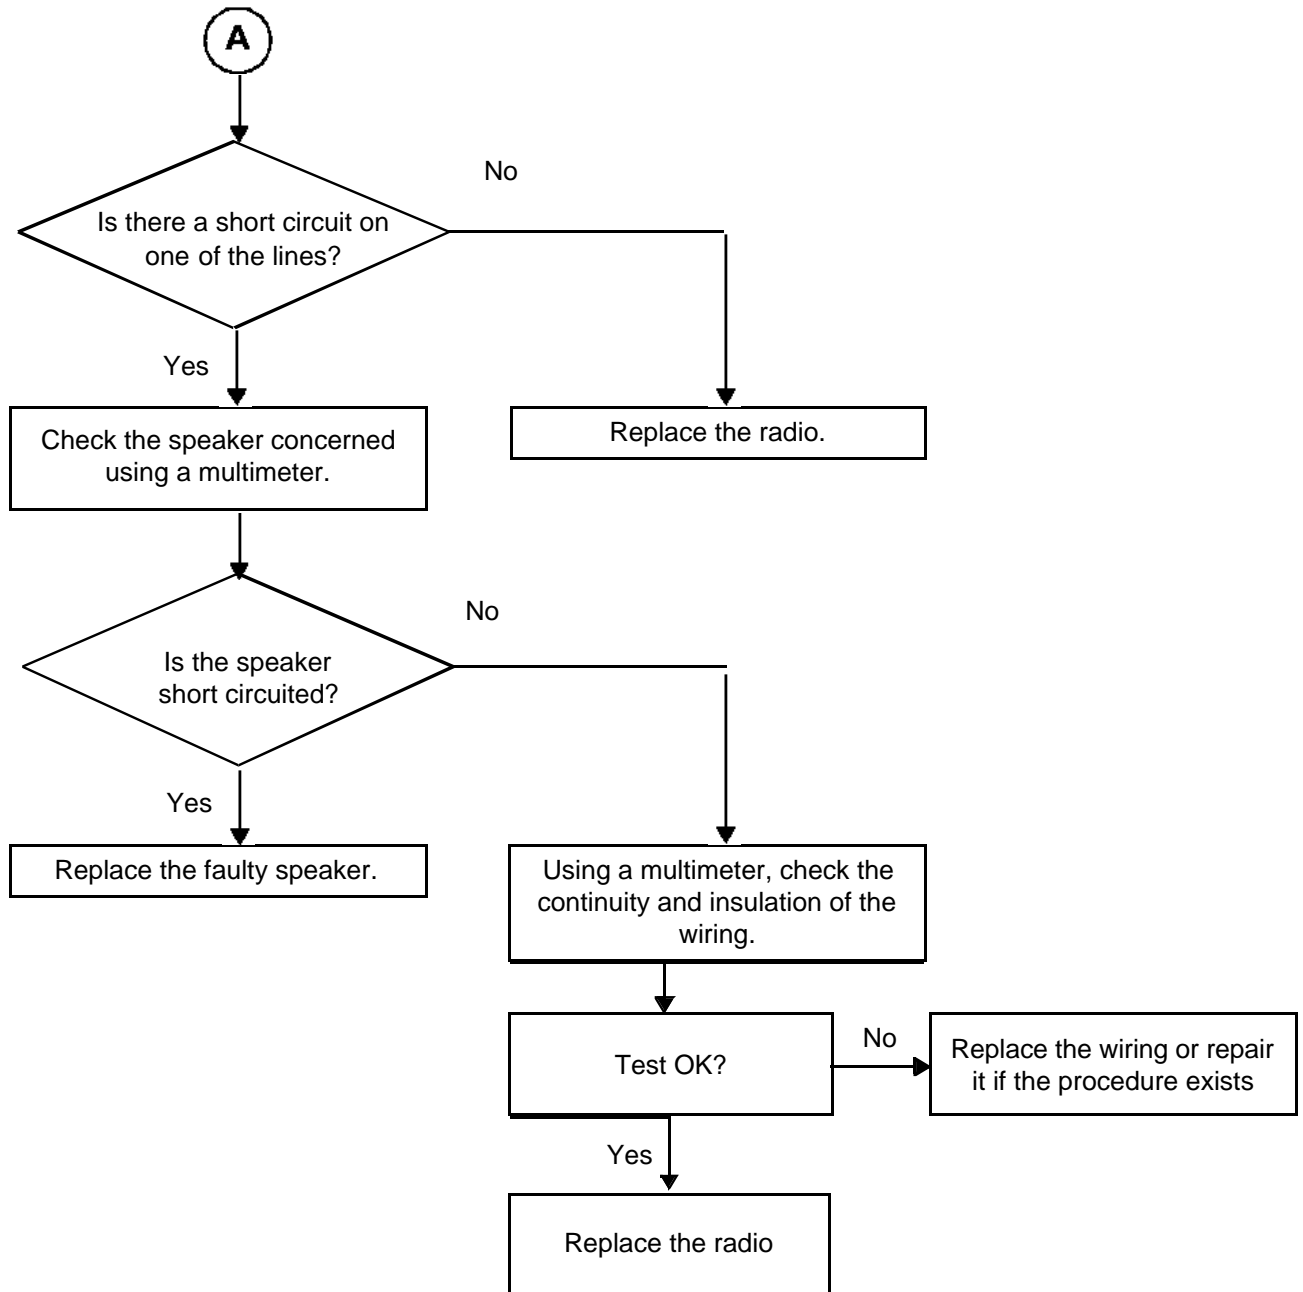 A
No
Is there a short circuit on
one of the lines?
Yes
Check the speaker concerned
using a multimeter.
Replace the radio.
No
Is the speaker
short circuited?
Yes
Replace the faulty speaker.
Using a multimeter, check the
continuity and insulation of the
wiring.
Test OK?
No
Replace the wiring or repair
it if the procedure exists
Yes
Replace the radio